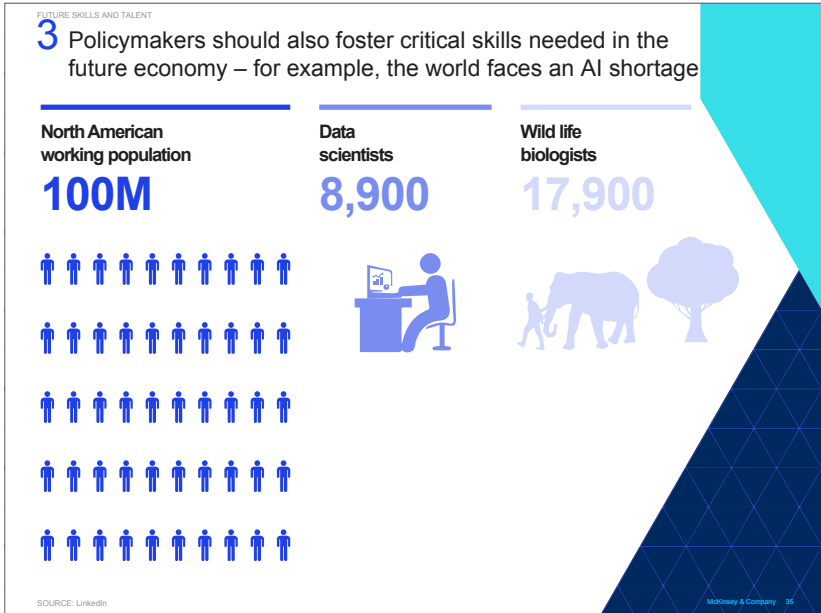 FUTURE SKILLS AND TALENT
3 Policymakers should also foster critical skills needed in the
future economy – for example, the world faces an AI shortage
North American
working population
100M
Data
scientists
8,900
Wild life
biologists
17,900
SOURCE: LinkedIn
McKinsey & Company 35